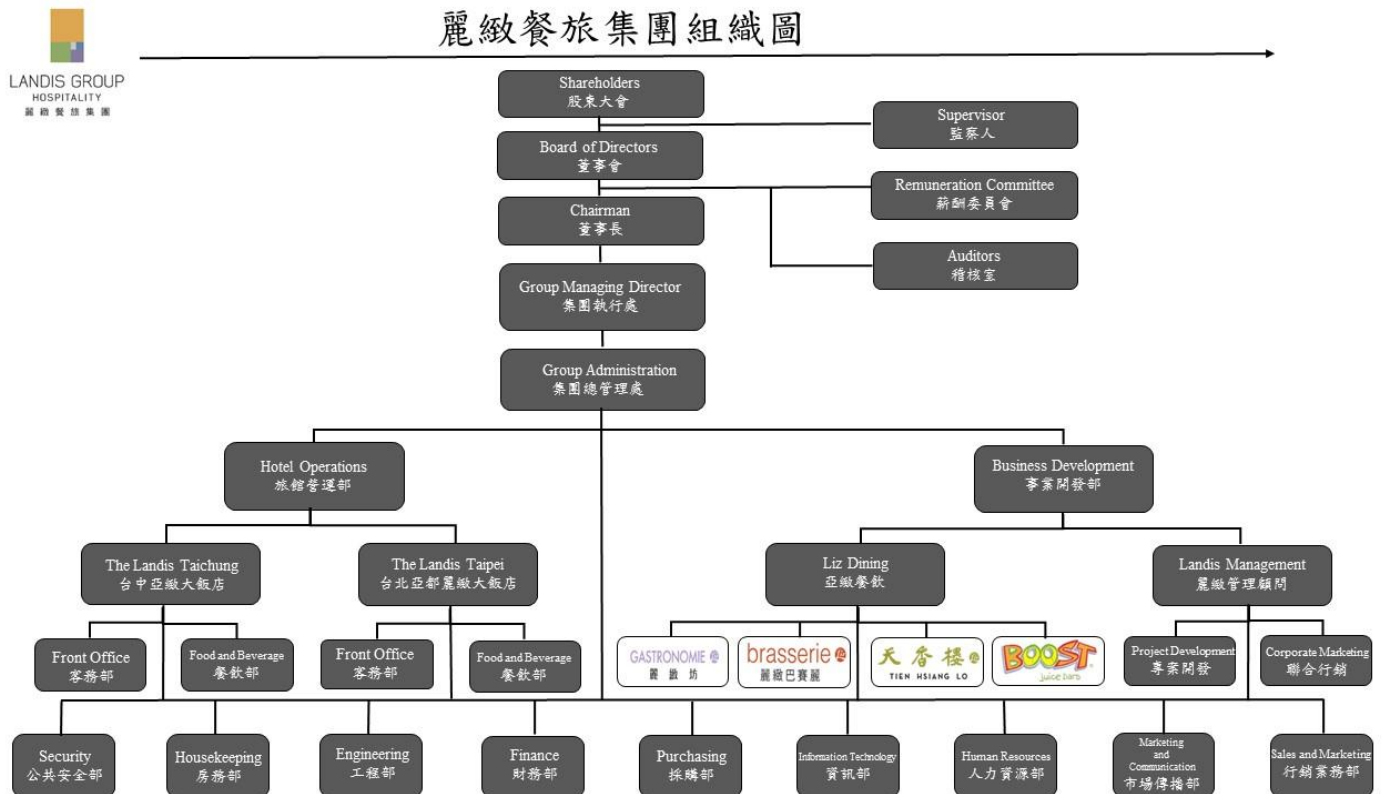 麗緻餐旅集團組織圖
LANDIS GROUP
HOSPITALITY
麗緻餐旅集團
Shareholders
股東大會
Supervisor
監察人
Board of Directors
董事會
Remuneration Committee
薪酬委員會
Chairman
董事長
Auditors
稽核室
Group Managing Director
集團執行處
Group Administration
集團總管理處
Hotel Operations
旅館營運部
Business Development
事業開發部
The Landis Taichung
台中亞緻大飯店
The Landis Taipei
台北亞都麗緻大飯店
Liz Dining
亞緻餐飲
Landis Management
麗緻管理顧問
Front Office
客務部
Food and Beverage
餐飲部
Front Office
客務部
Food and Beverage
餐飲部
GASTRONOMIE
麗緻坊
brasserie
麗緻巴賽麗
天香樓
TIEN HSIANG LO
BOOST
juice bars
Project Development
專案開發
Corporate Marketing
聯合行銷
Security
公共安全部
Housekeeping
房務部
Engineering
工程部
Finance
財務部
Purchasing
採購部
Information Technology
資訊部
Human Resources
人力資源部
Marketing
and
Communication
市場傳播部
Sales and Marketing
行銷業務部